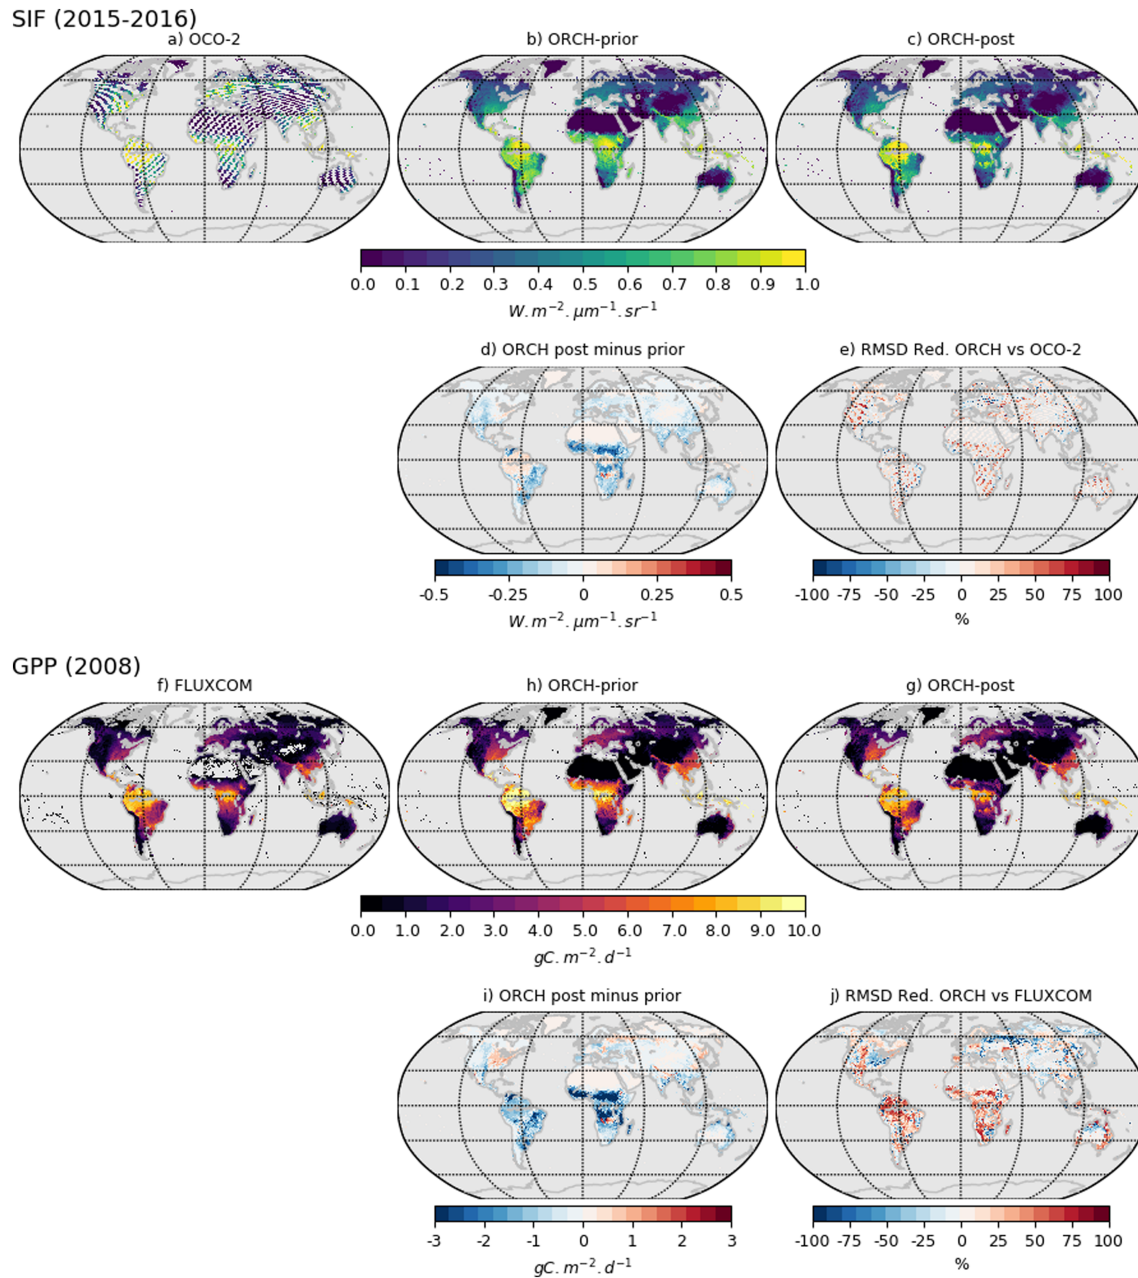 SIF (2015-2016)
a) OCO-2
b) ORCH-prior
c) ORCH-post
0.0 0.1 0.2 0.3 0.4 0.5 0.6 0.7 0.8 0.9 1.0
W.m⁻².μm⁻¹.sr⁻¹
d) ORCH post minus prior
e) RMSD Red. ORCH vs OCO-2
-0.5 -0.25 0 0.25 0.5
W.m⁻².μm⁻¹.sr⁻¹
-100 -75 -50 -25 0 25 50 75 100
%
GPP (2008)
f) FLUXCOM
h) ORCH-prior
g) ORCH-post
0.0 1.0 2.0 3.0 4.0 5.0 6.0 7.0 8.0 9.0 10.0
gC.m⁻².d⁻¹
i) ORCH post minus prior
j) RMSD Red. ORCH vs FLUXCOM
-3 -2 -1 0 1 2 3
gC.m⁻².d⁻¹
-100 -75 -50 -25 0 25 50 75 100
%